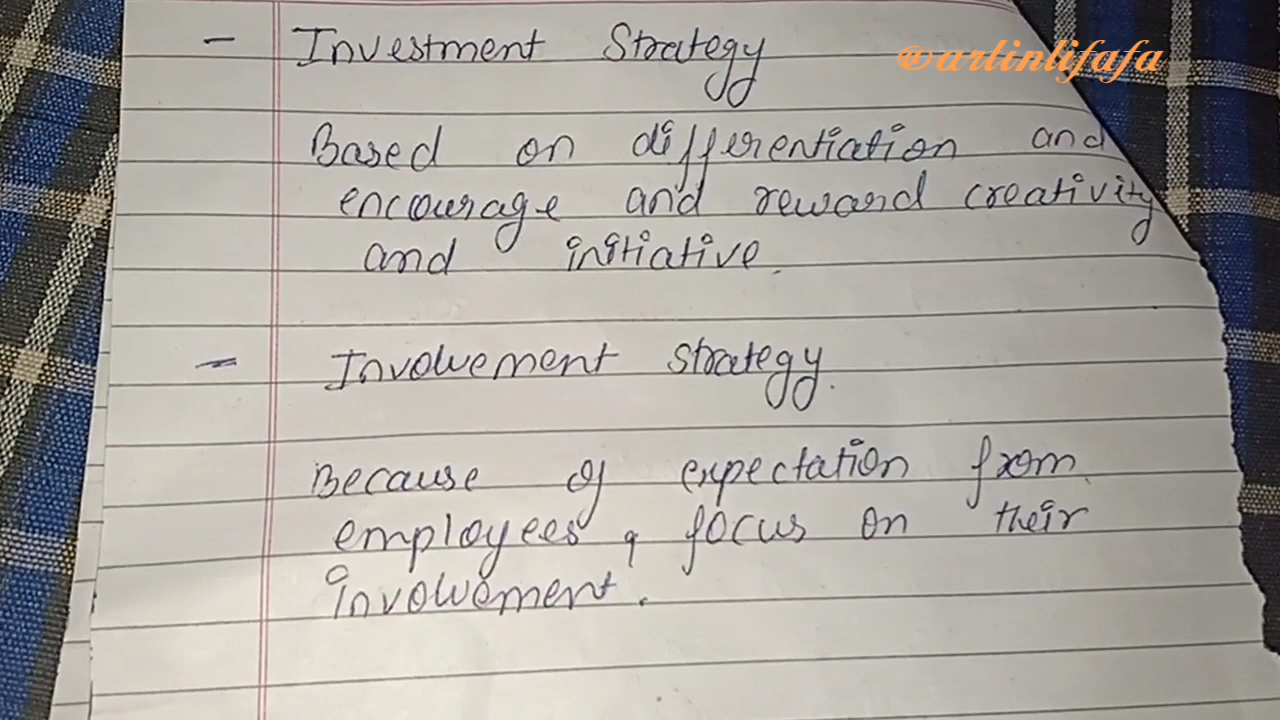 - Investment Strategy
@artinlifafa
Based on differentiation and
encourage and reward creativity
and initiative.
- Involvement strategy.
Because of expectation from
employees, focus on their
involvement.